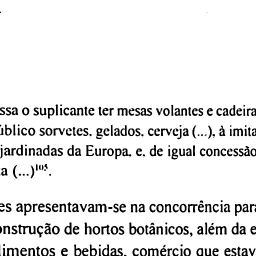 ssa o suplicante ter mesas volantes e cadeira
úblico sorvetes, gelados, cerveja (...), à imita
jardinadas da Europa, e, de igual concessão
a (...)¹⁰⁵.
es apresentavam-se na concorrência para
onstrução de hortos botânicos, além da e
limentos e bebidas, comércio que estav